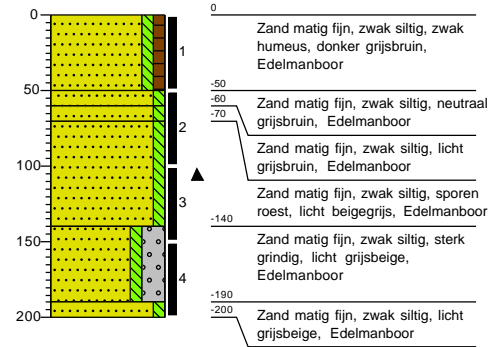 0
50
100
150
200
1
2
3
4
0
Zand matig fijn, zwak siltig, zwak
humeus, donker grijsbruin,
Edelmanboor
-50
Zand matig fijn, zwak siltig, neutraal
grijsbruin, Edelmanboor
-60
Zand matig fijn, zwak siltig, licht
grijsbruin, Edelmanboor
-70
Zand matig fijn, zwak siltig, sporen
roest, licht beigegrijs, Edelmanboor
-140
Zand matig fijn, zwak siltig, sterk
grindig, licht grijsbeige,
Edelmanboor
-190
Zand matig fijn, zwak siltig, licht
grijsbeige, Edelmanboor
-200